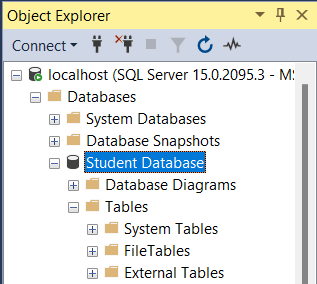 Object Explorer
Connect
localhost (SQL Server 15.0.2095.3 - MS
Databases
System Databases
Database Snapshots
Student Database
Database Diagrams
Tables
System Tables
FileTables
External Tables